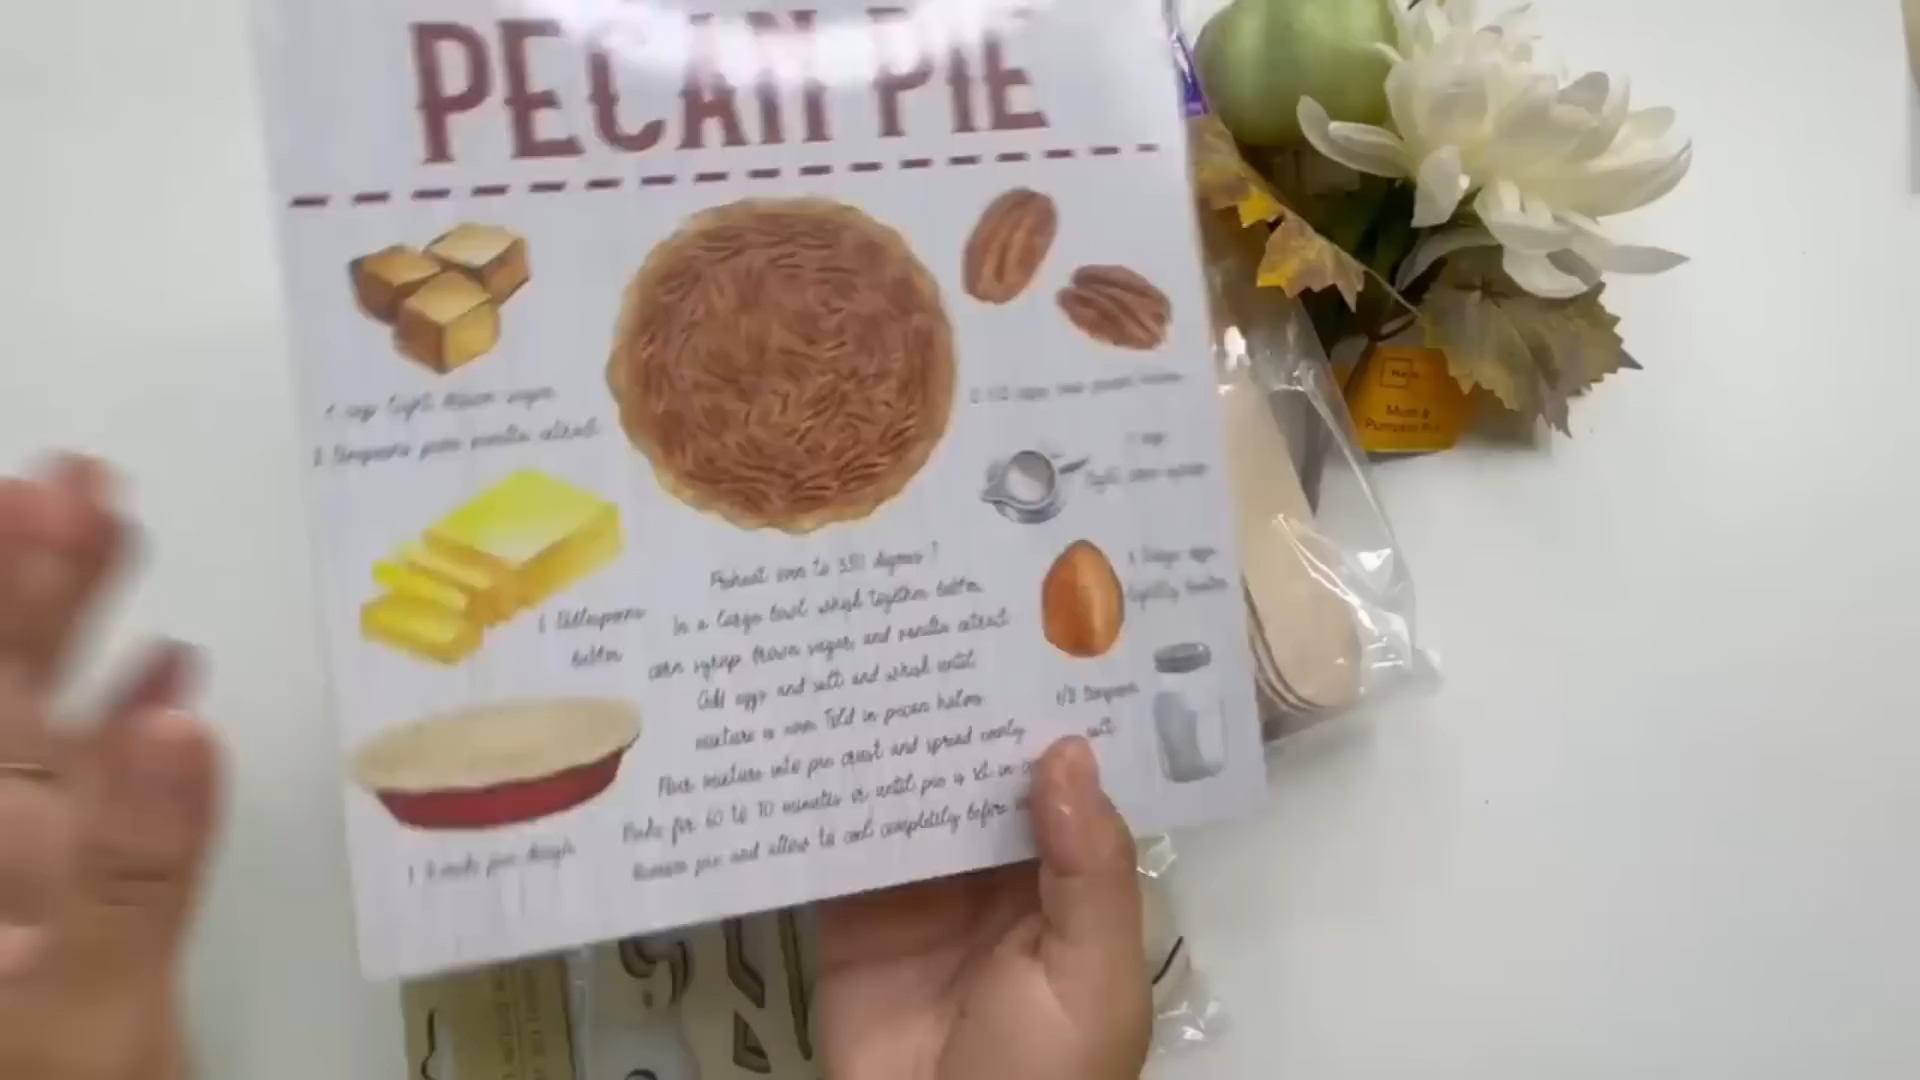 PECAN PIE
1 cup light brown sugar
2 teaspoons pure vanilla extract
2 1/2 cups pecan halves
1 cup
light corn syrup
Tablespoons
butter
large eggs
lightly beaten
1/2 teaspoon
salt
1 9-inch pie dough
Preheat oven to 350 degrees F
In a large bowl whisk together butter,
corn syrup, brown sugar, and vanilla extract
Add eggs and salt and whisk until
mixture is even. Fold in pecan halves
Pour mixture into pie crust and spread evenly
Bake for 60 to 70 minutes or until pie is set in
Remove pie and allow to cool completely before
Mum &
Pumpkin